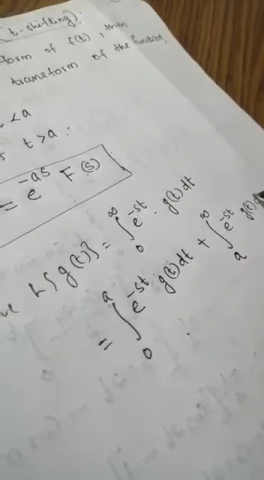 (t-shifting):
form of f(t), then
transform of the function
< a
t > a :
= e^{-as} F(s)
L{g(t)} = ∫_0^∞ e^{-st} . g(t) dt
= ∫_0^a e^{-st} g(t) dt + ∫_a^∞ e^{-st} g(t)